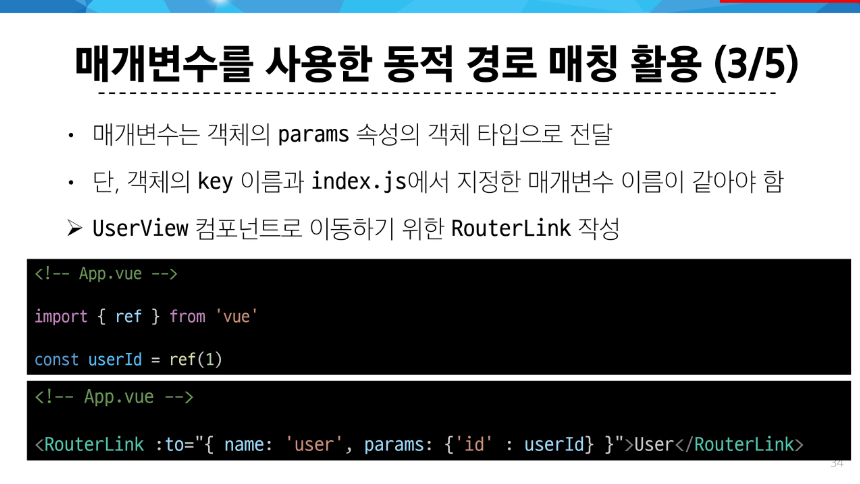 매개변수를 사용한 동적 경로 매칭 활용 (3/5)
• 매개변수는 객체의 params 속성의 객체 타입으로 전달
• 단, 객체의 key 이름과 index.js에서 지정한 매개변수 이름이 같아야 함
➢ UserView 컴포넌트로 이동하기 위한 RouterLink 작성
<!-- App.vue -->
import { ref } from 'vue'
const userId = ref(1)
<!-- App.vue -->
<RouterLink :to="{ name: 'user', params: {'id' : userId} }">User</RouterLink>
34